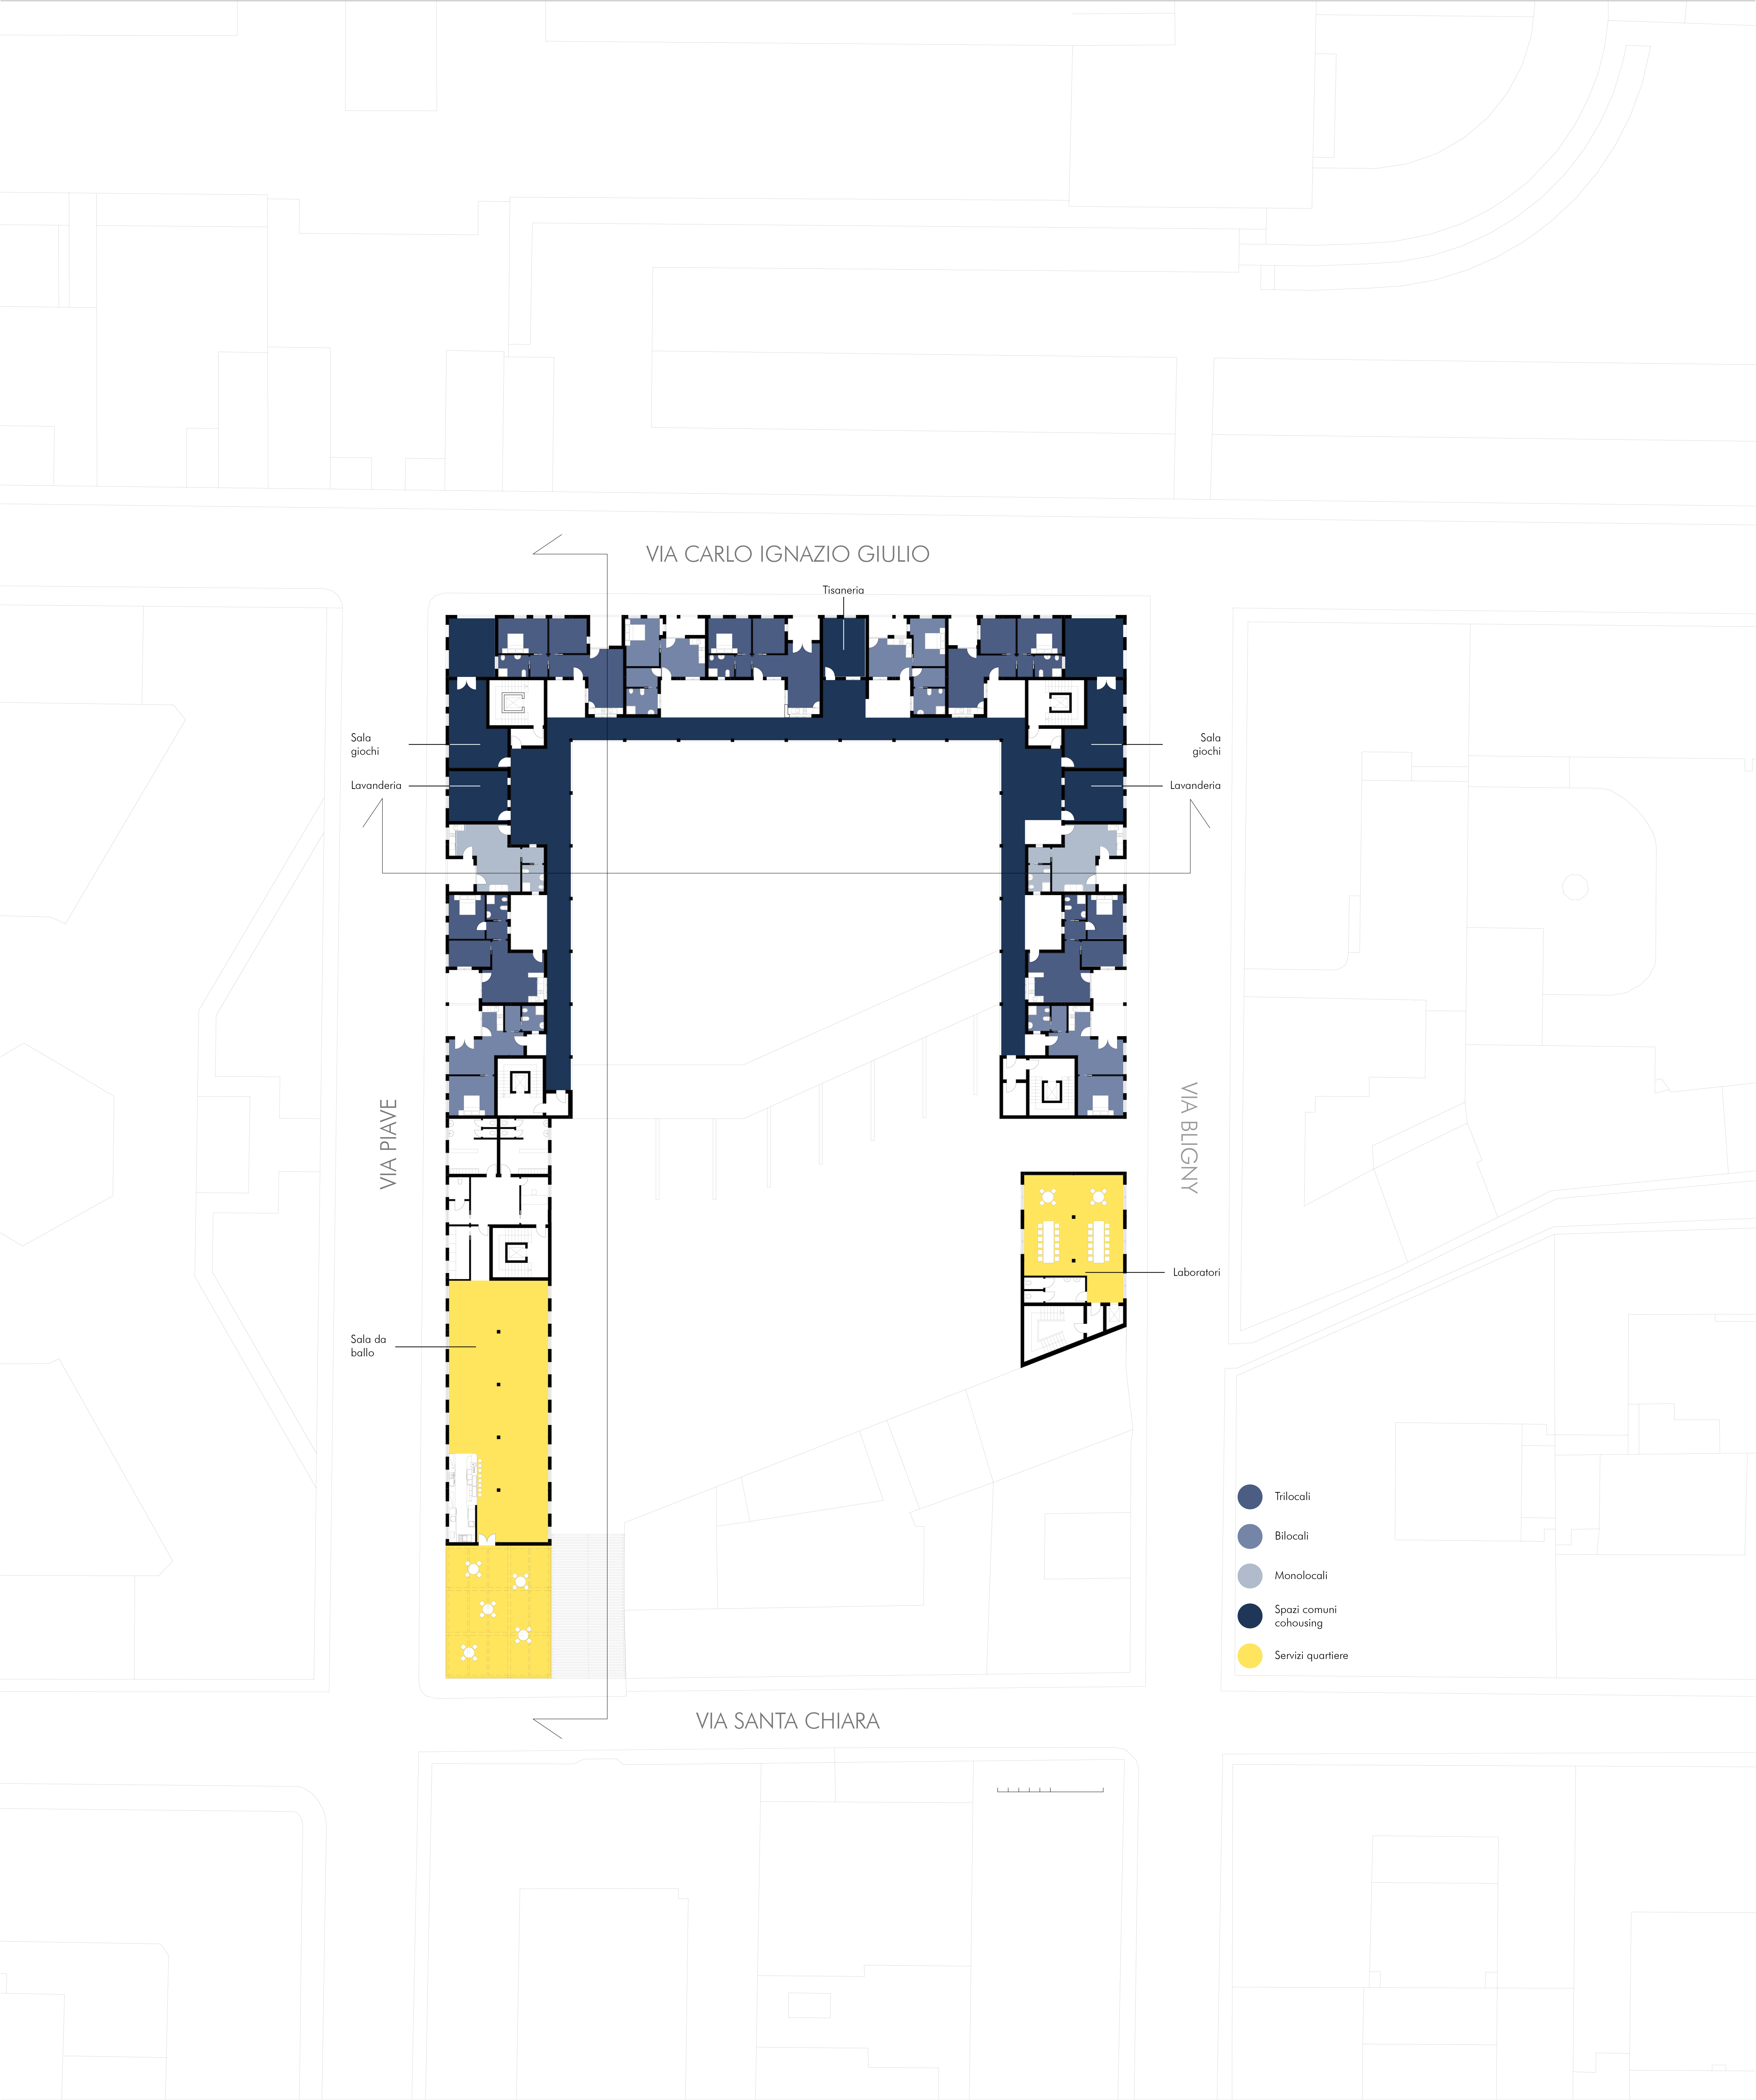 VIA CARLO IGNAZIO GIULIO
Tisaneria
Sala
giochi
Sala
giochi
Lavanderia
Lavanderia
VIA PIAVE
VIA BLIGNY
Laboratori
Sala da
ballo
Trilocali
Bilocali
Monolocali
Spazi comuni
cohousing
Servizi quartiere
VIA SANTA CHIARA